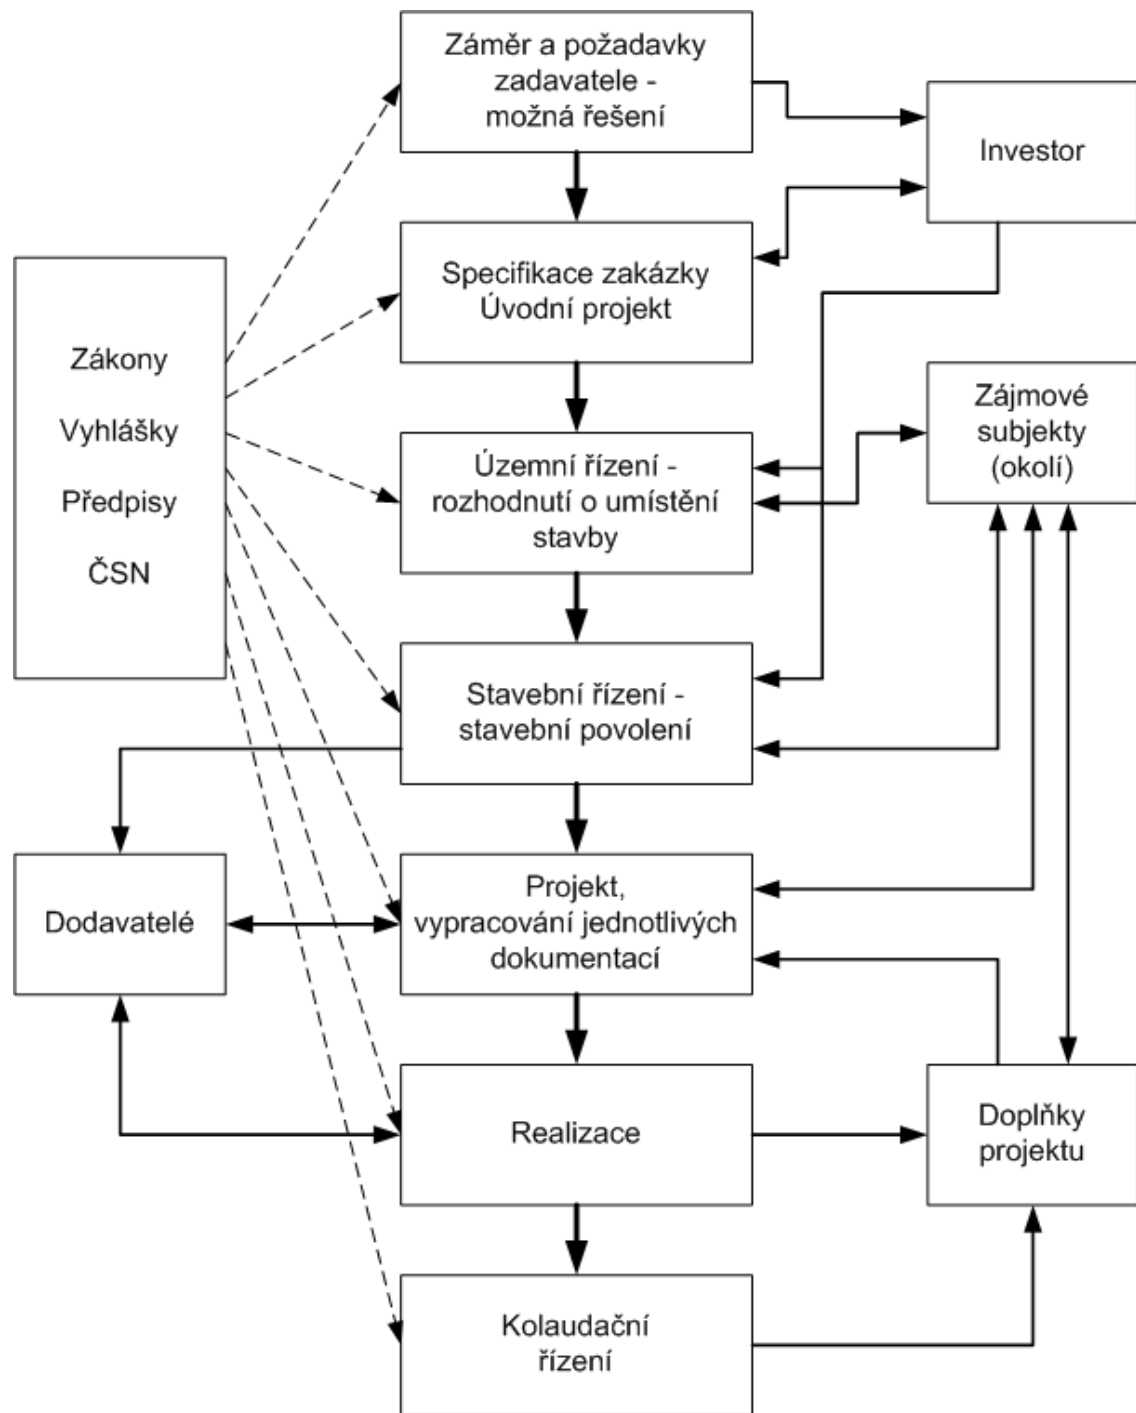 Záměr a požadavky
zadavatele -
možná řešení
Investor
Specifikace zakázky
Úvodní projekt
Zákony
Vyhlášky
Předpisy
ČSN
Územní řízení -
rozhodnutí o umístění
stavby
Zájmové
subjekty
(okolí)
Stavební řízení -
stavební povolení
Dodavatelé
Projekt,
vypracování jednotlivých
dokumentací
Realizace
Doplňky
projektu
Kolaudační
řízení